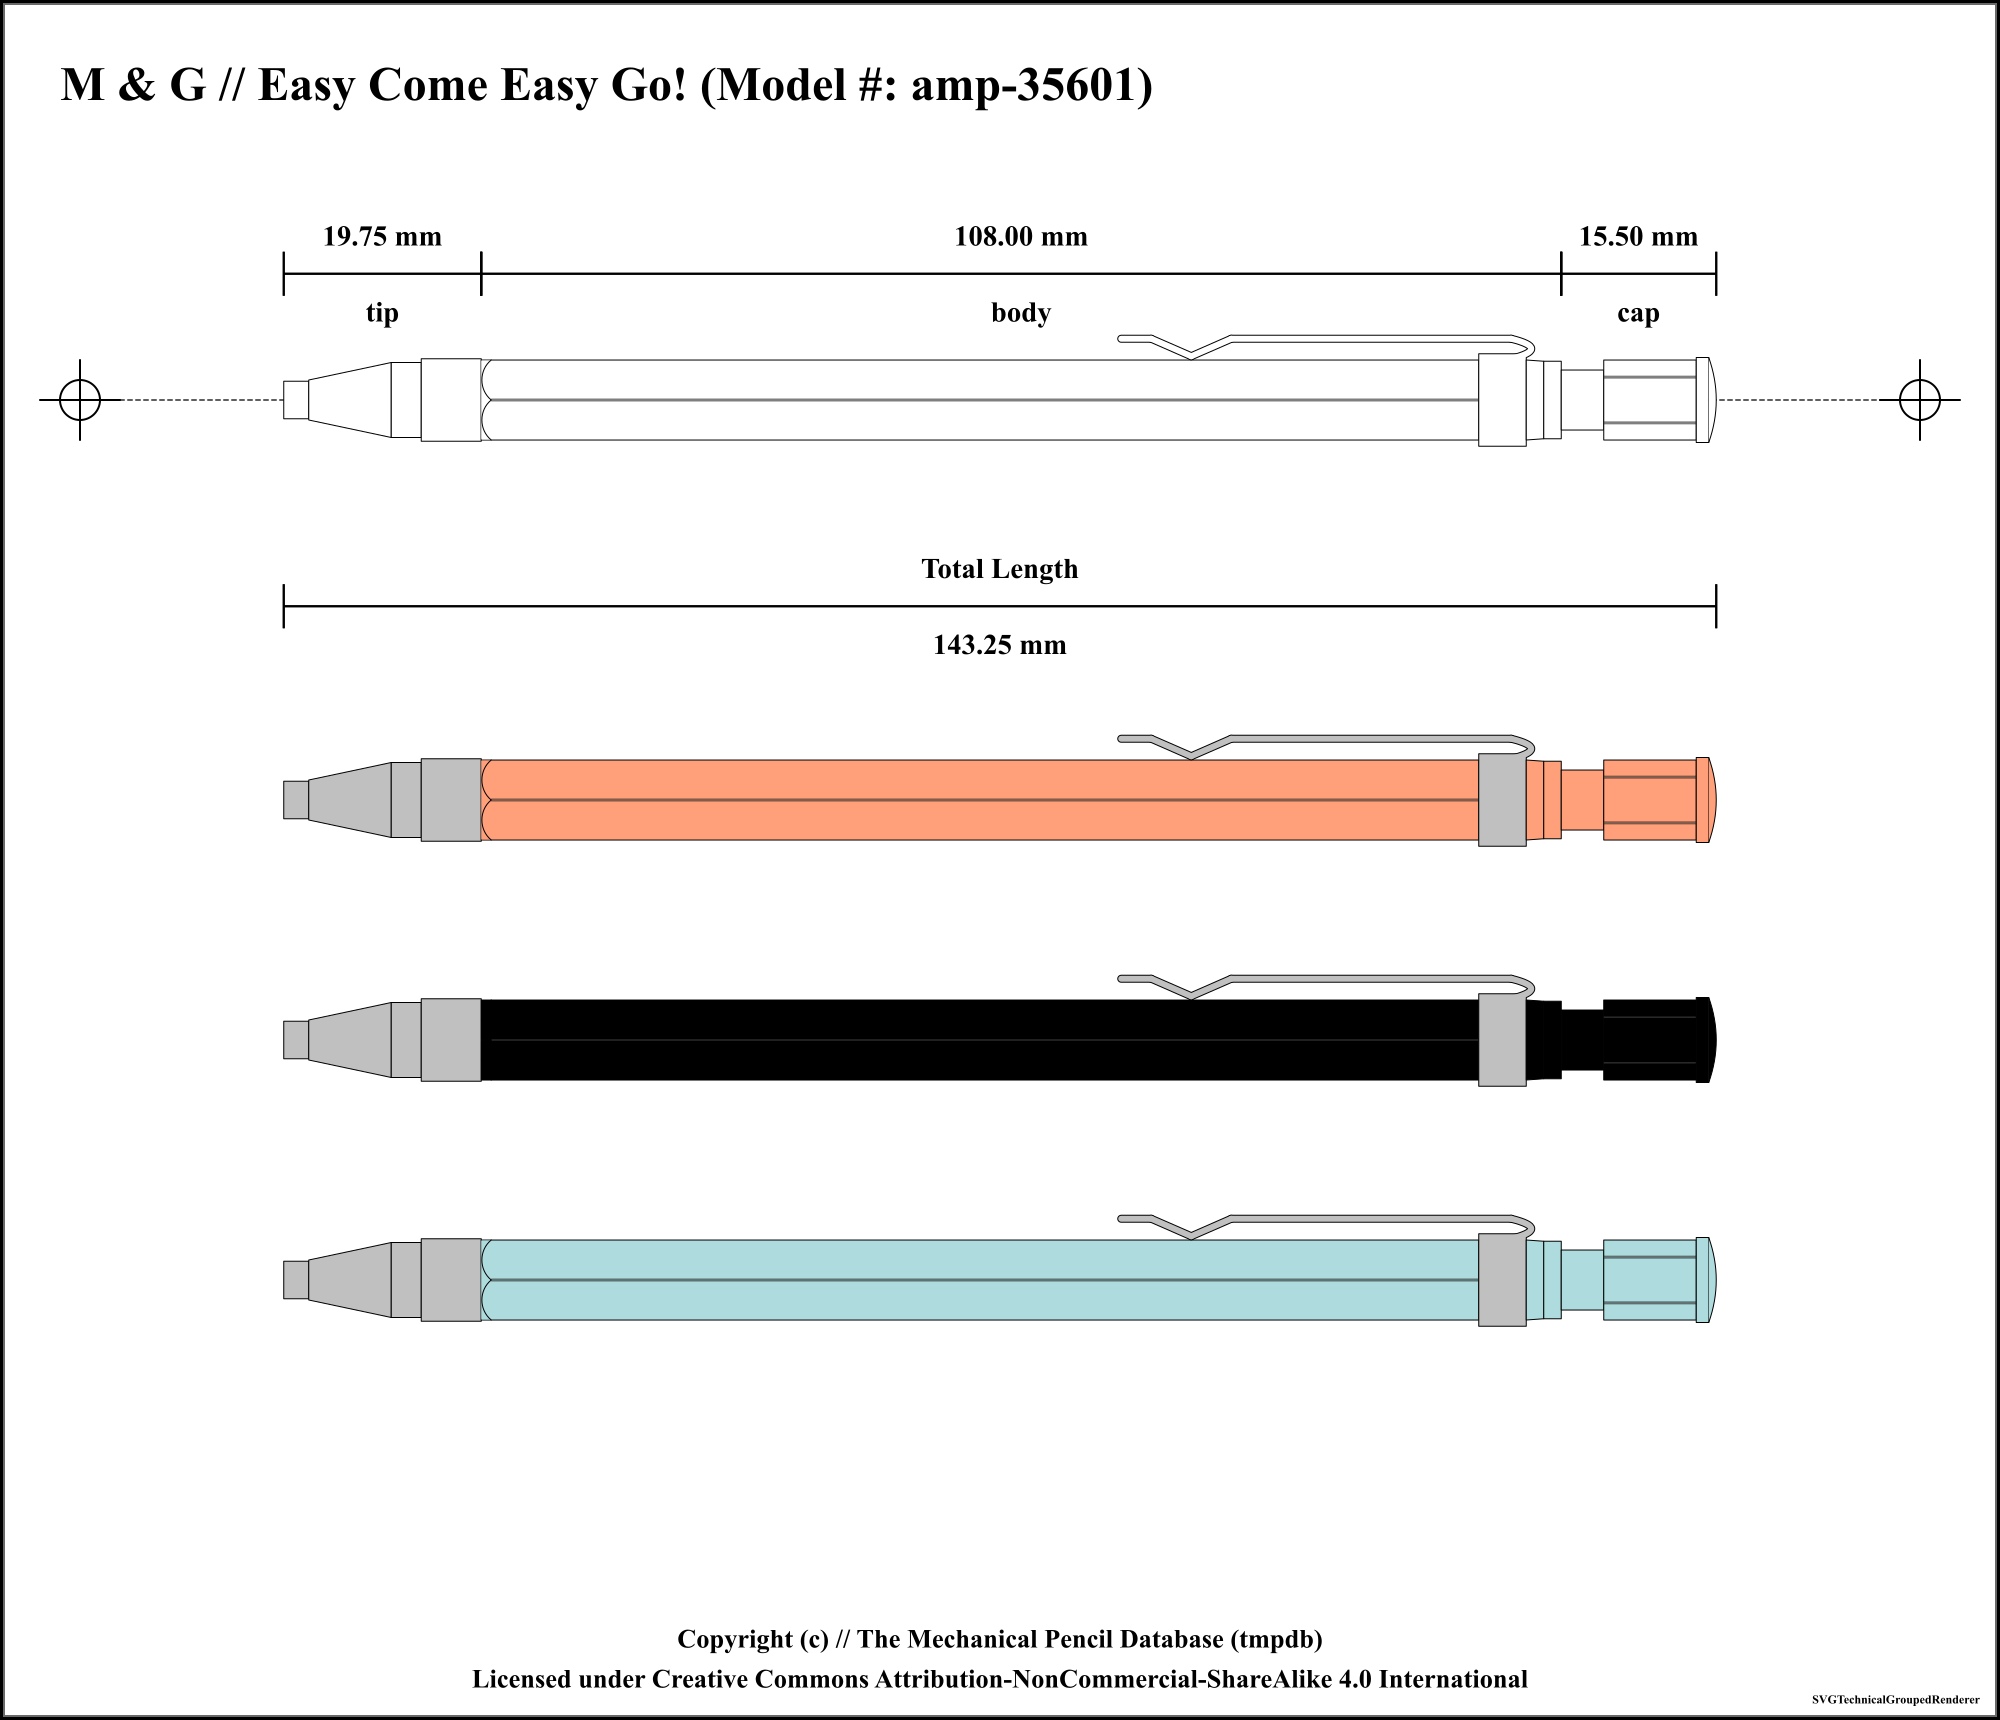 M & G // Easy Come Easy Go! (Model #: amp-35601)
19.75 mm
108.00 mm
15.50 mm
tip
body
cap
Total Length
143.25 mm
Copyright (c) // The Mechanical Pencil Database (tmpdb)
Licensed under Creative Commons Attribution-NonCommercial-ShareAlike 4.0 International
SVGTechnicalGroupedRenderer